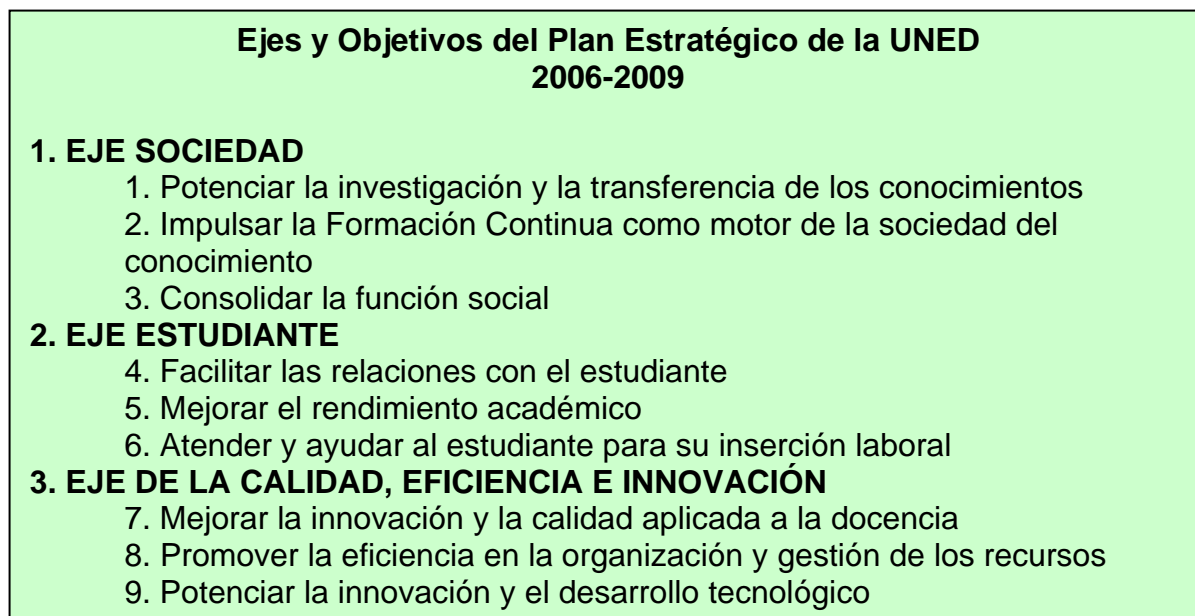 Ejes y Objetivos del Plan Estratégico de la UNED
2006-2009
1. EJE SOCIEDAD
1. Potenciar la investigación y la transferencia de los conocimientos
2. Impulsar la Formación Continua como motor de la sociedad del
conocimiento
3. Consolidar la función social
2. EJE ESTUDIANTE
4. Facilitar las relaciones con el estudiante
5. Mejorar el rendimiento académico
6. Atender y ayudar al estudiante para su inserción laboral
3. EJE DE LA CALIDAD, EFICIENCIA E INNOVACIÓN
7. Mejorar la innovación y la calidad aplicada a la docencia
8. Promover la eficiencia en la organización y gestión de los recursos
9. Potenciar la innovación y el desarrollo tecnológico